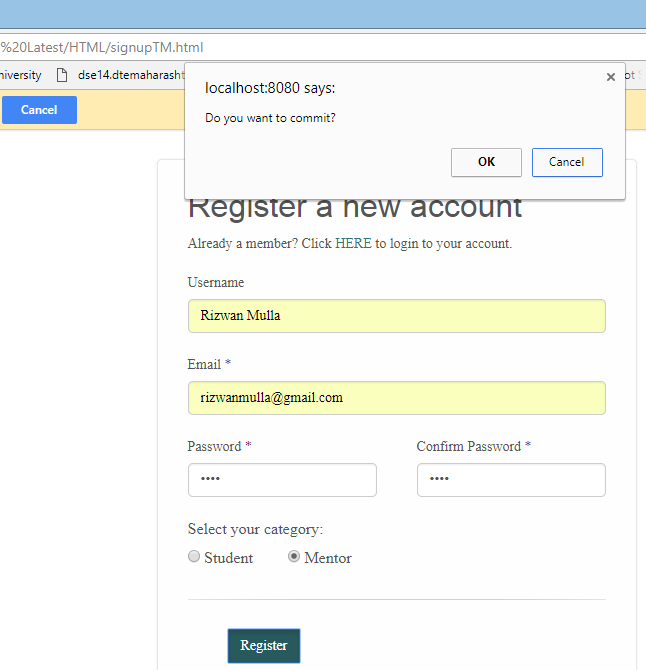 %20Latest/HTML/signupTM.html
niversity dse14.dtemaharasht
Cancel
localhost:8080 says:
Do you want to commit?
OK Cancel
Register a new account
Already a member? Click HERE to login to your account.
Username
Rizwan Mulla
Email *
rizwanmulla@gmail.com
Password * Confirm Password *
•••• ••••
Select your category:
Student Mentor
Register